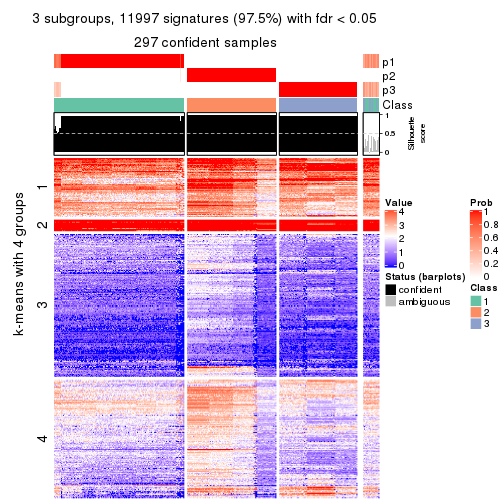 3 subgroups, 11997 signatures (97.5%) with fdr < 0.05
297 confident samples
p1
p2
p3
Class
1
0.5
0
Silhouette
score
k-means with 4 groups
1
2
3
4
Value
4
3
2
1
0
Status (barplots)
confident
ambiguous
Prob
1
0.8
0.6
0.4
0.2
0
Class
1
2
3